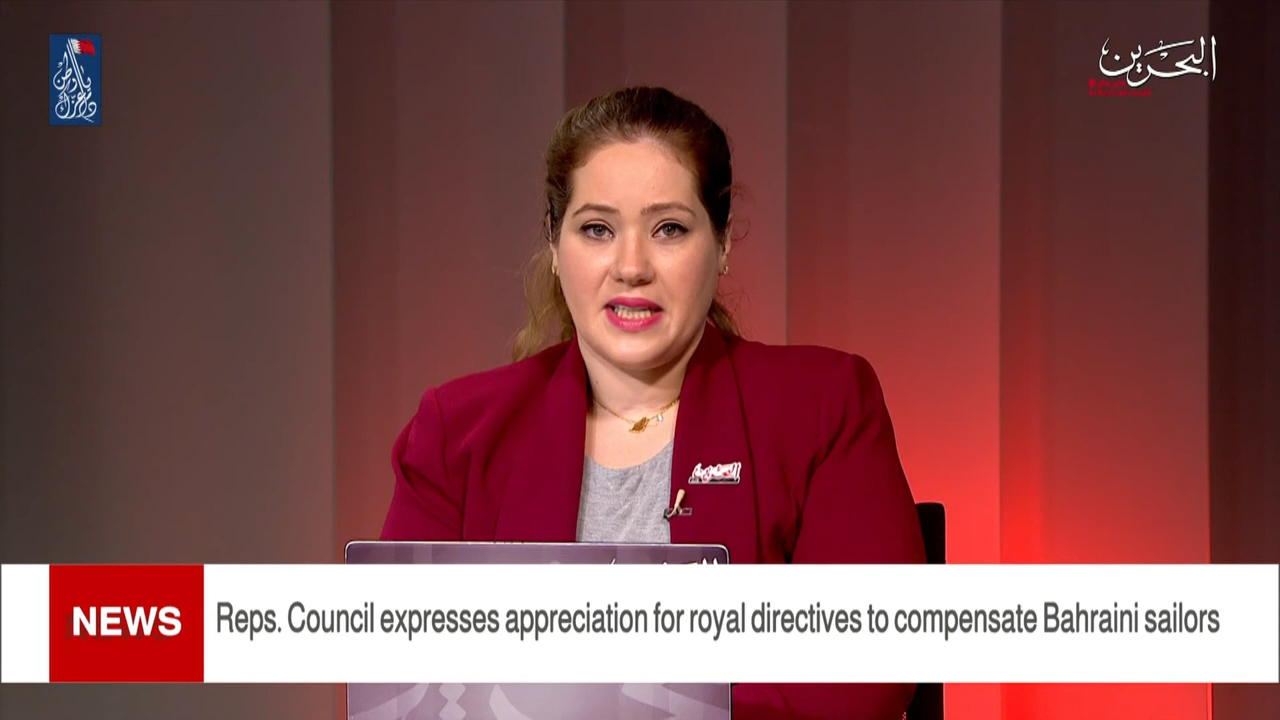 البحرين
NEWS
Reps. Council expresses appreciation for royal directives to compensate Bahraini sailors